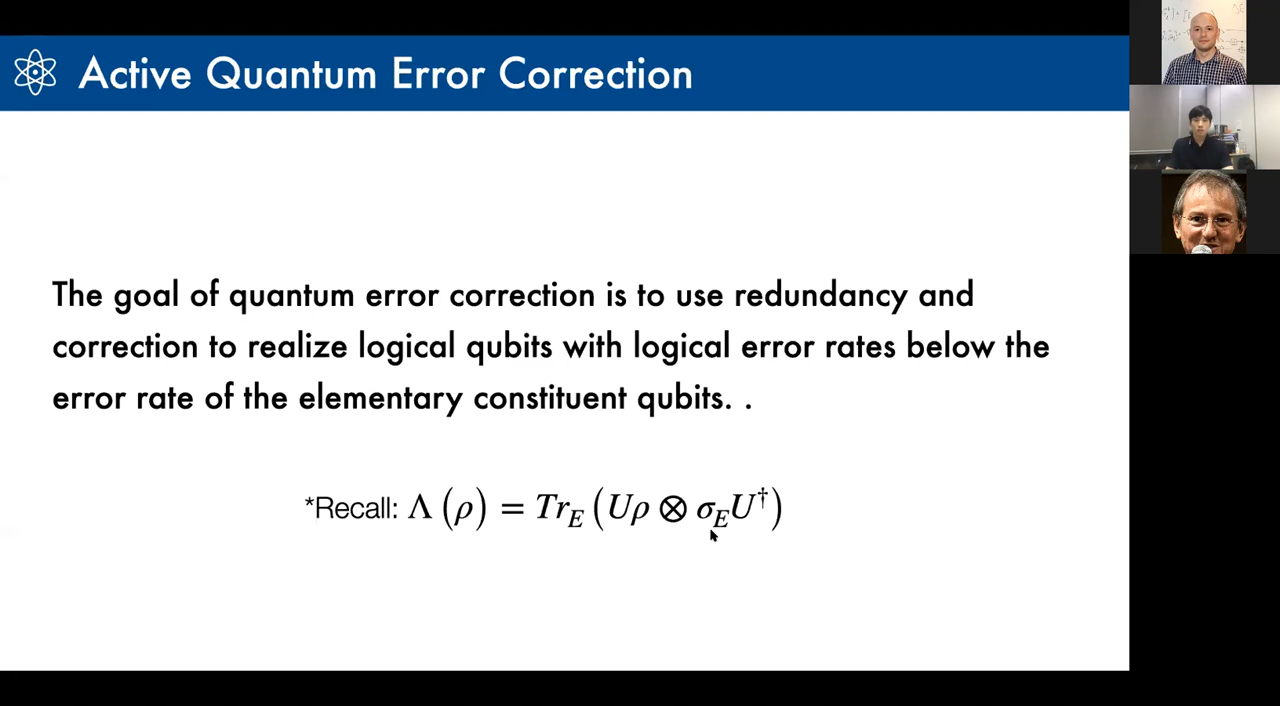 Active Quantum Error Correction
The goal of quantum error correction is to use redundancy and
correction to realize logical qubits with logical error rates below the
error rate of the elementary constituent qubits. .
*Recall: Λ(ρ) = Tr_E(Uρ ⊗ σ_E U†)